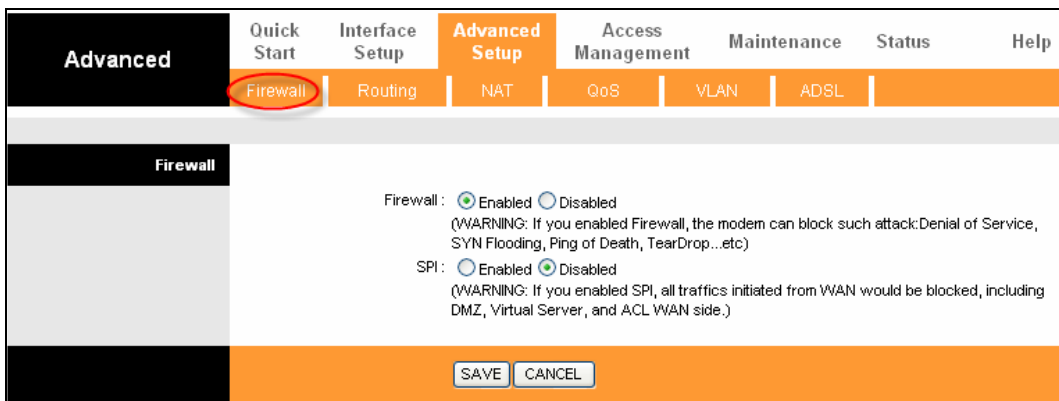 Advanced
Quick Start
Interface Setup
Advanced Setup
Access Management
Maintenance
Status
Help
Firewall
Routing
NAT
QoS
VLAN
ADSL
Firewall
Firewall : Enabled Disabled
(WARNING: If you enabled Firewall, the modem can block such attack:Denial of Service,
SYN Flooding, Ping of Death, TearDrop...etc)
SPI : Enabled Disabled
(WARNING: If you enabled SPI, all traffics initiated from WAN would be blocked, including
DMZ, Virtual Server, and ACL WAN side.)
SAVE CANCEL